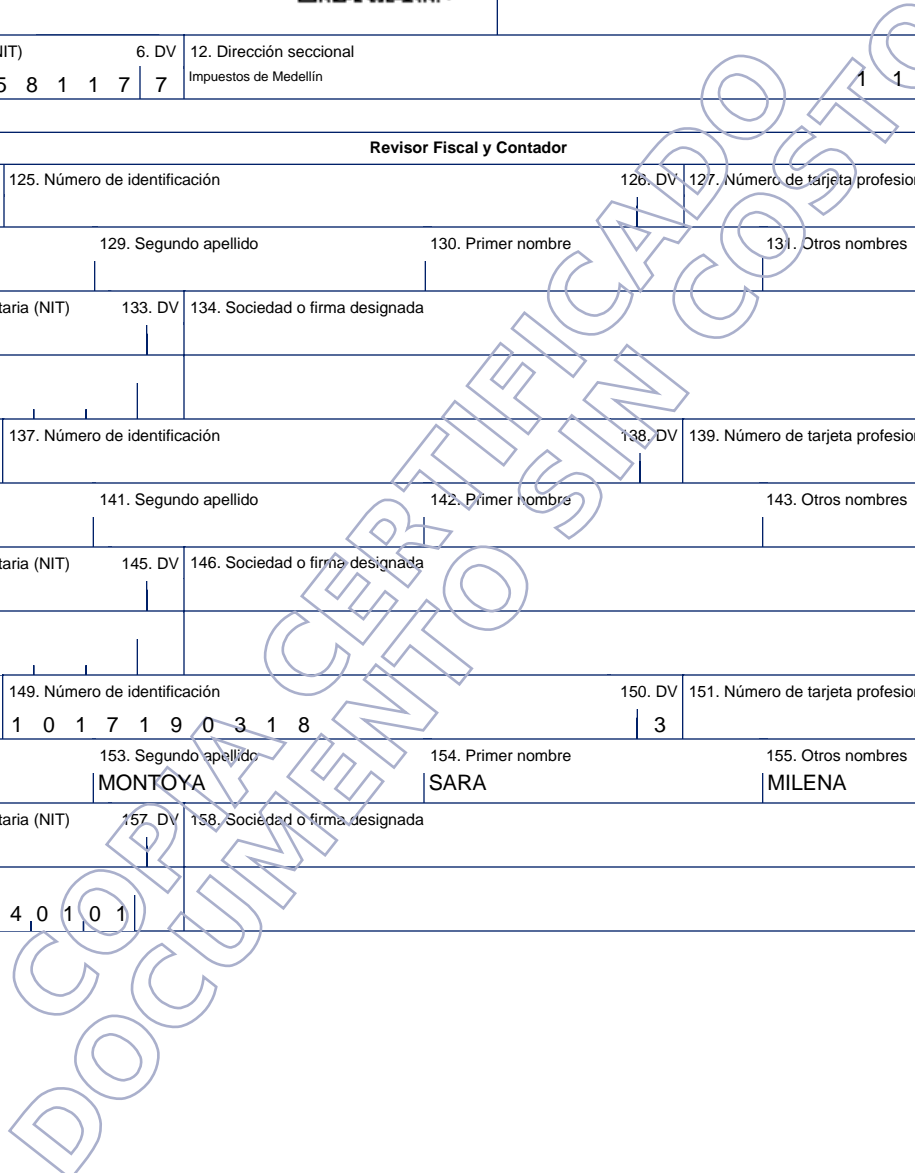 NIT) 6. DV 12. Dirección seccional
5 8 1 1 7 7 Impuestos de Medellín 1 1
Revisor Fiscal y Contador
125. Número de identificación 126. DV 127. Número de tarjeta profesion
129. Segundo apellido 130. Primer nombre 131. Otros nombres
taria (NIT) 133. DV 134. Sociedad o firma designada
137. Número de identificación 138. DV 139. Número de tarjeta profesion
141. Segundo apellido 142. Primer nombre 143. Otros nombres
taria (NIT) 145. DV 146. Sociedad o firma designada
149. Número de identificación 150. DV 151. Número de tarjeta profesion
1 0 1 7 1 9 0 3 1 8 3
153. Segundo apellido 154. Primer nombre 155. Otros nombres
MONTOYA SARA MILENA
taria (NIT) 157. DV 158. Sociedad o firma designada
4 0 1 0 1
COPIA CERTIFICADO
DOCUMENTO SIN COSTO